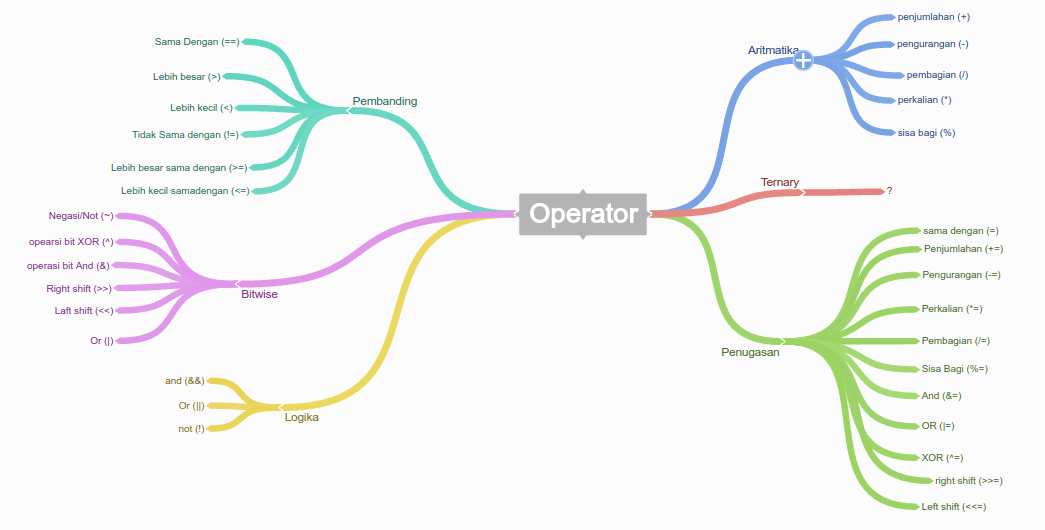 Operator
Pembanding
Sama Dengan (==)
Lebih besar (>)
Lebih kecil (<)
Tidak Sama dengan (!=)
Lebih besar sama dengan (>=)
Lebih kecil samadengan (<=)
Bitwise
Negasi/Not (~)
opearsi bit XOR (^)
operasi bit And (&)
Right shift (>>)
Laft shift (<<)
Or (|)
Logika
and (&&)
Or (||)
not (!)
Aritmatika
penjumlahan (+)
pengurangan (-)
pembagian (/)
perkalian (*)
sisa bagi (%)
Ternary
?
Penugasan
sama dengan (=)
Penjumlahan (+=)
Pengurangan (-=)
Perkalian (*=)
Pembagian (/=)
Sisa Bagi (%=)
And (&=)
OR (|=)
XOR (^=)
right shift (>>=)
Left shift (<<=)